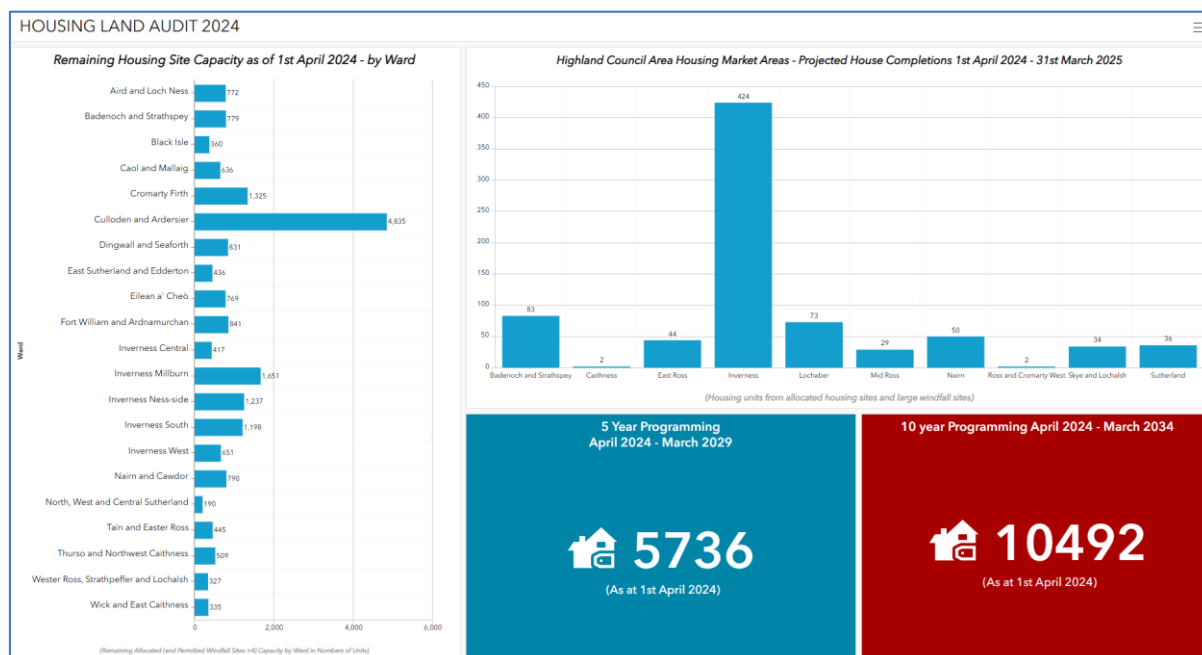 HOUSING LAND AUDIT 2024
Remaining Housing Site Capacity as of 1st April 2024 - by Ward
Ward
Aird and Loch Ness 772
Badenoch and Strathspey 779
Black Isle 360
Caol and Mallaig 636
Cromarty Firth 1,325
Culloden and Ardersier 4,835
Dingwall and Seaforth 831
East Sutherland and Edderton 436
Eilean a' Cheò 769
Fort William and Ardnamurchan 841
Inverness Central 417
Inverness Millburn 1,651
Inverness Ness-side 1,237
Inverness South 1,198
Inverness West 651
Nairn and Cawdor 790
North, West and Central Sutherland 190
Tain and Easter Ross 445
Thurso and Northwest Caithness 509
Wester Ross, Strathpeffer and Lochalsh 327
Wick and East Caithness 335
0 2,000 4,000 6,000
(Remaining Allocated (and Permitted Windfall Sites >4) Capacity by Ward in Numbers of Units)
Highland Council Area Housing Market Areas - Projected House Completions 1st April 2024 - 31st March 2025
450
400
350
300
250
200
150
100
50
0
83 2 44 424 73 29 50 2 34 36
Badenoch and Strathspey Caithness East Ross Inverness Lochaber Mid Ross Nairn Ross and Cromarty West Skye and Lochalsh Sutherland
(Housing units from allocated housing sites and large windfall sites)
5 Year Programming
April 2024 - March 2029
5736
(As at 1st April 2024)
10 year Programming April 2024 - March 2034
10492
(As at 1st April 2024)